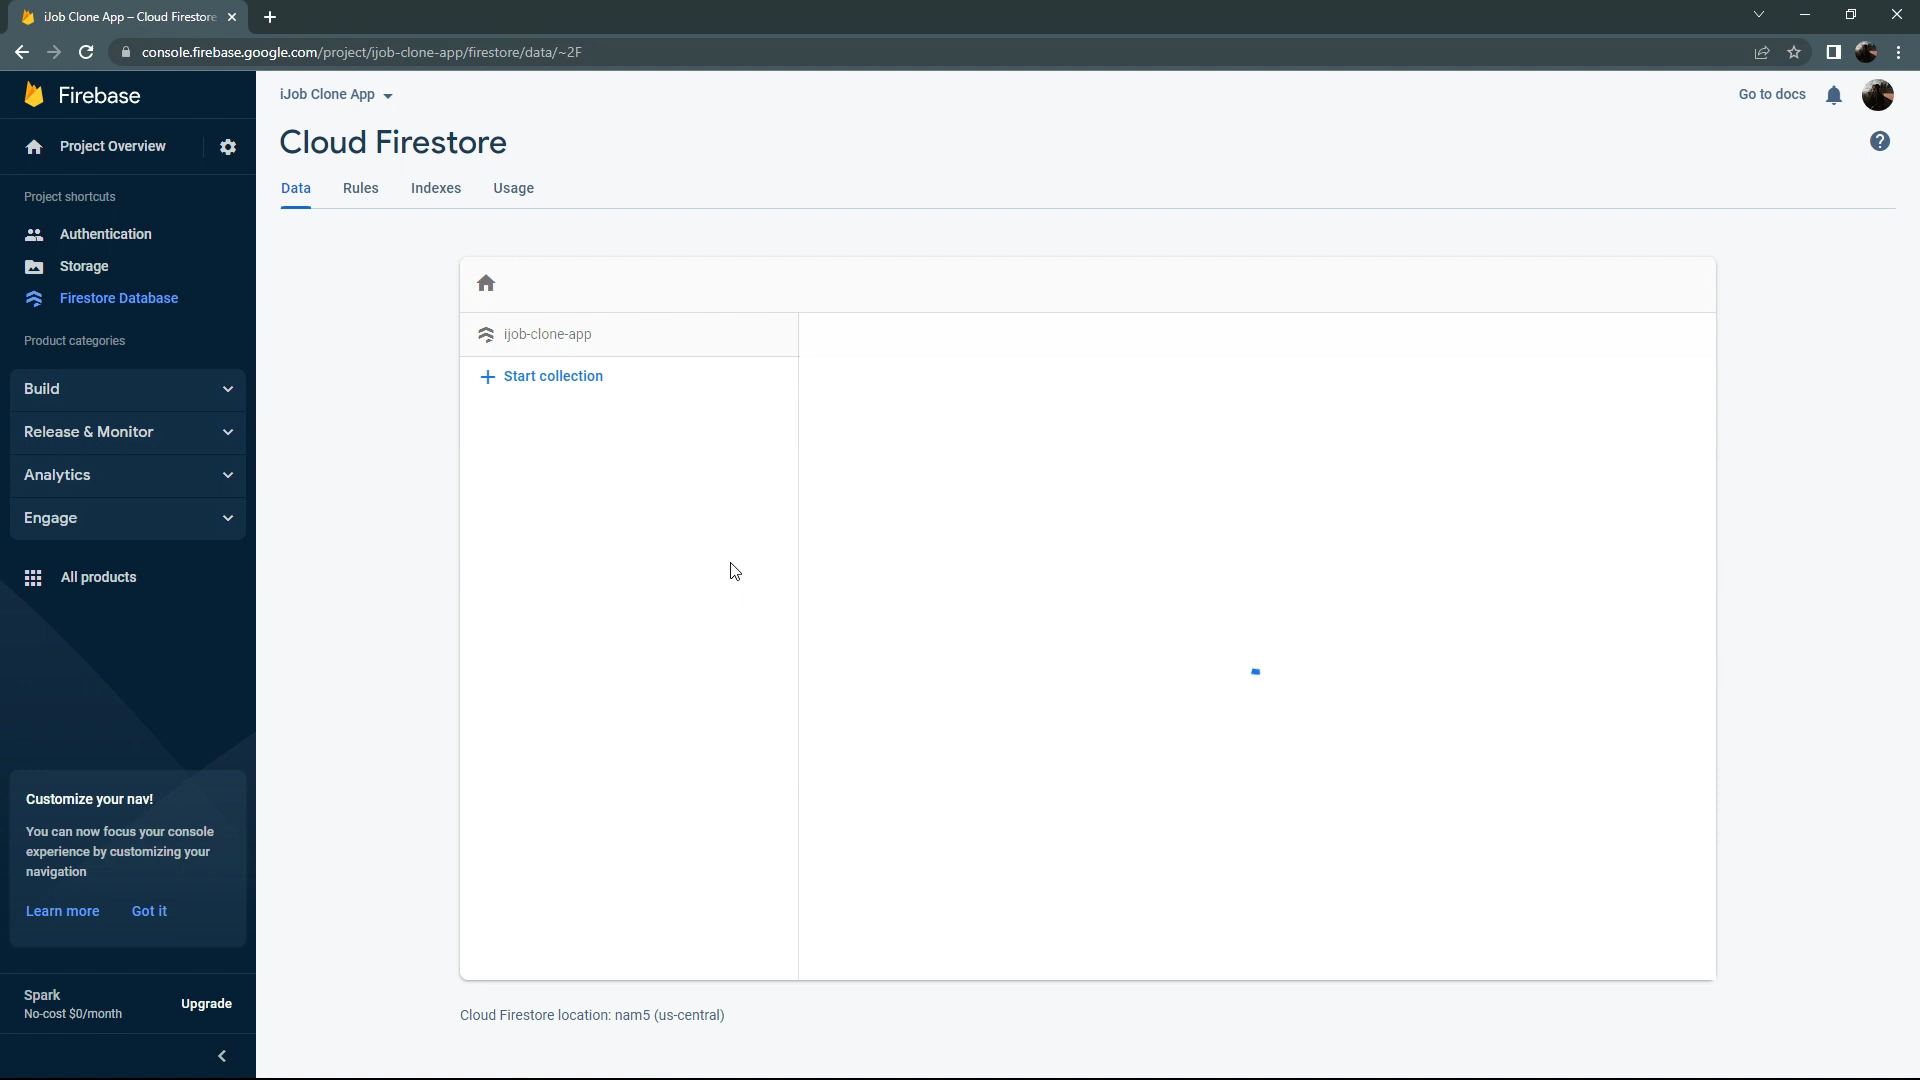 iJob Clone App – Cloud Firestore
console.firebase.google.com/project/ijob-clone-app/firestore/data/~2F
Firebase
iJob Clone App
Go to docs
Project Overview
Cloud Firestore
Data
Rules
Indexes
Usage
Project shortcuts
Authentication
Storage
Firestore Database
Product categories
Build
Release & Monitor
Analytics
Engage
All products
ijob-clone-app
Start collection
Customize your nav!
You can now focus your console
experience by customizing your
navigation
Learn more
Got it
Spark
No-cost $0/month
Upgrade
Cloud Firestore location: nam5 (us-central)